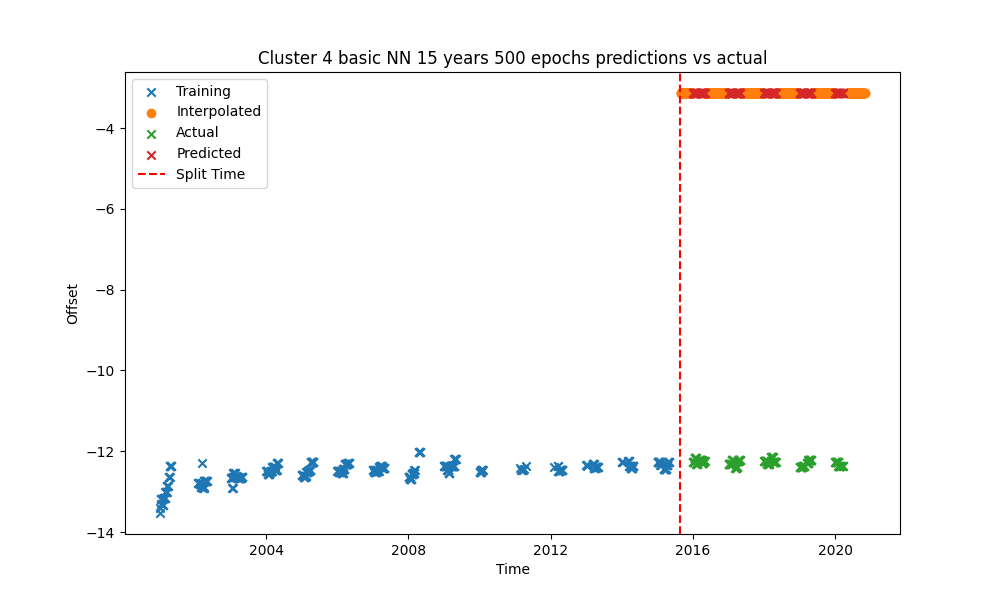 Cluster 4 basic NN 15 years 500 epochs predictions vs actual
Training
Interpolated
Actual
Predicted
Split Time
−4
−6
−8
−10
−12
−14
Offset
2004
2008
2012
2016
2020
Time